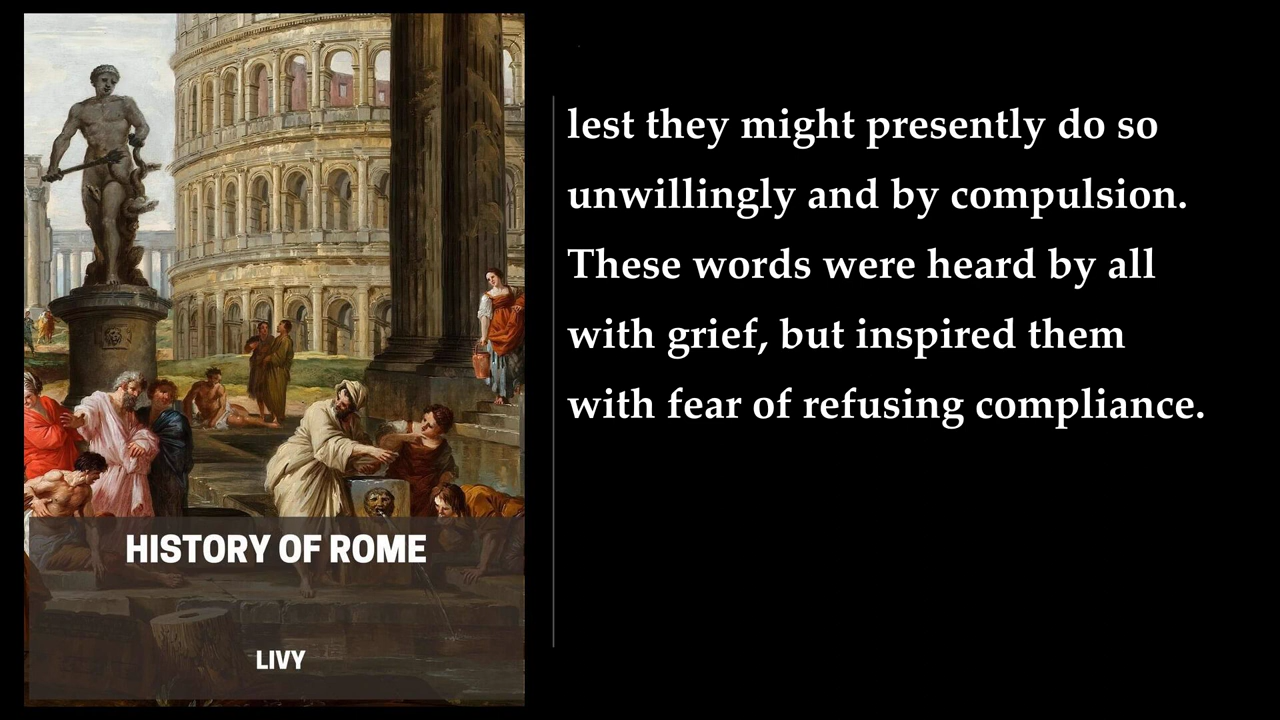 lest they might presently do so
unwillingly and by compulsion.
These words were heard by all
with grief, but inspired them
with fear of refusing compliance.
HISTORY OF ROME
LIVY